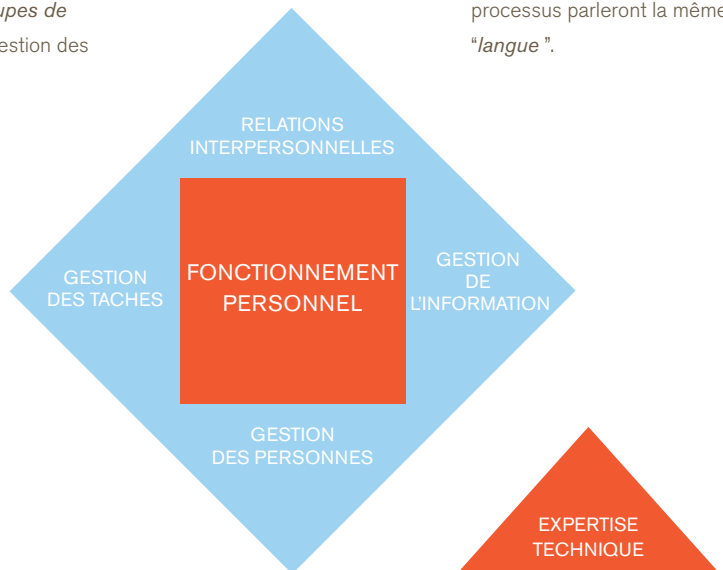 upes de
estion des
processus parleront la même
“langue ”.
RELATIONS
INTERPERSONNELLES
GESTION
DES TACHES
FONCTIONNEMENT
PERSONNEL
GESTION
DE
L’INFORMATION
GESTION
DES PERSONNES
EXPERTISE
TECHNIQUE